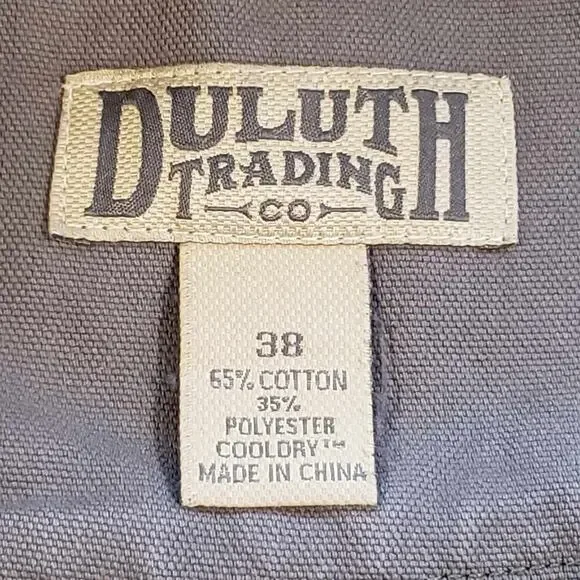 DULUTH
TRADING
CO
38
65% COTTON
35%
POLYESTER
COOLDRY™
MADE IN CHINA